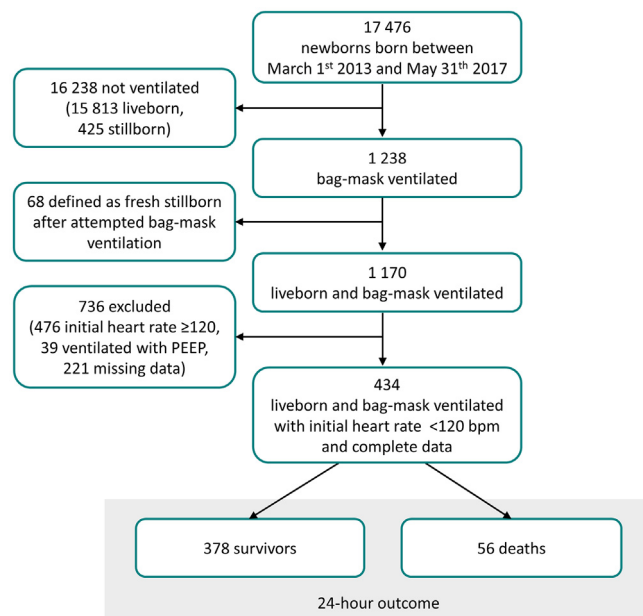 17 476
newborns born between
March 1st 2013 and May 31th 2017
16 238 not ventilated
(15 813 liveborn,
425 stillborn)
1 238
bag-mask ventilated
68 defined as fresh stillborn
after attempted bag-mask
ventilation
1 170
liveborn and bag-mask ventilated
736 excluded
(476 initial heart rate ≥120,
39 ventilated with PEEP,
221 missing data)
434
liveborn and bag-mask ventilated
with initial heart rate <120 bpm
and complete data
378 survivors
56 deaths
24-hour outcome